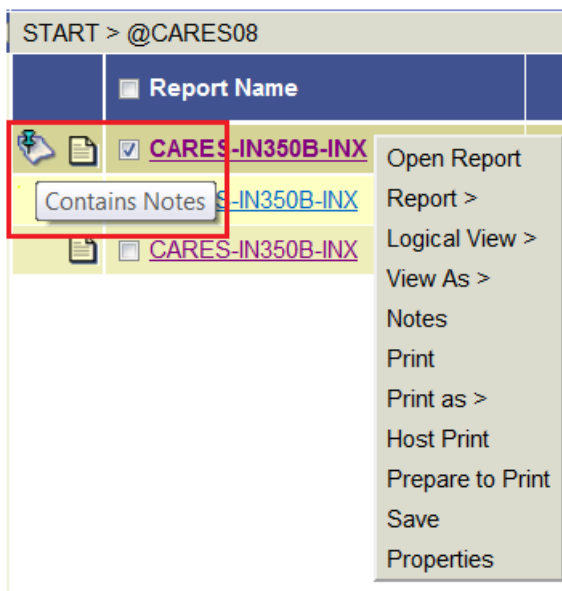 START > @CARES08
Report Name
CARES-IN350B-INX
Contains Notes
S-IN350B-INX
CARES-IN350B-INX
Open Report
Report >
Logical View >
View As >
Notes
Print
Print as >
Host Print
Prepare to Print
Save
Properties